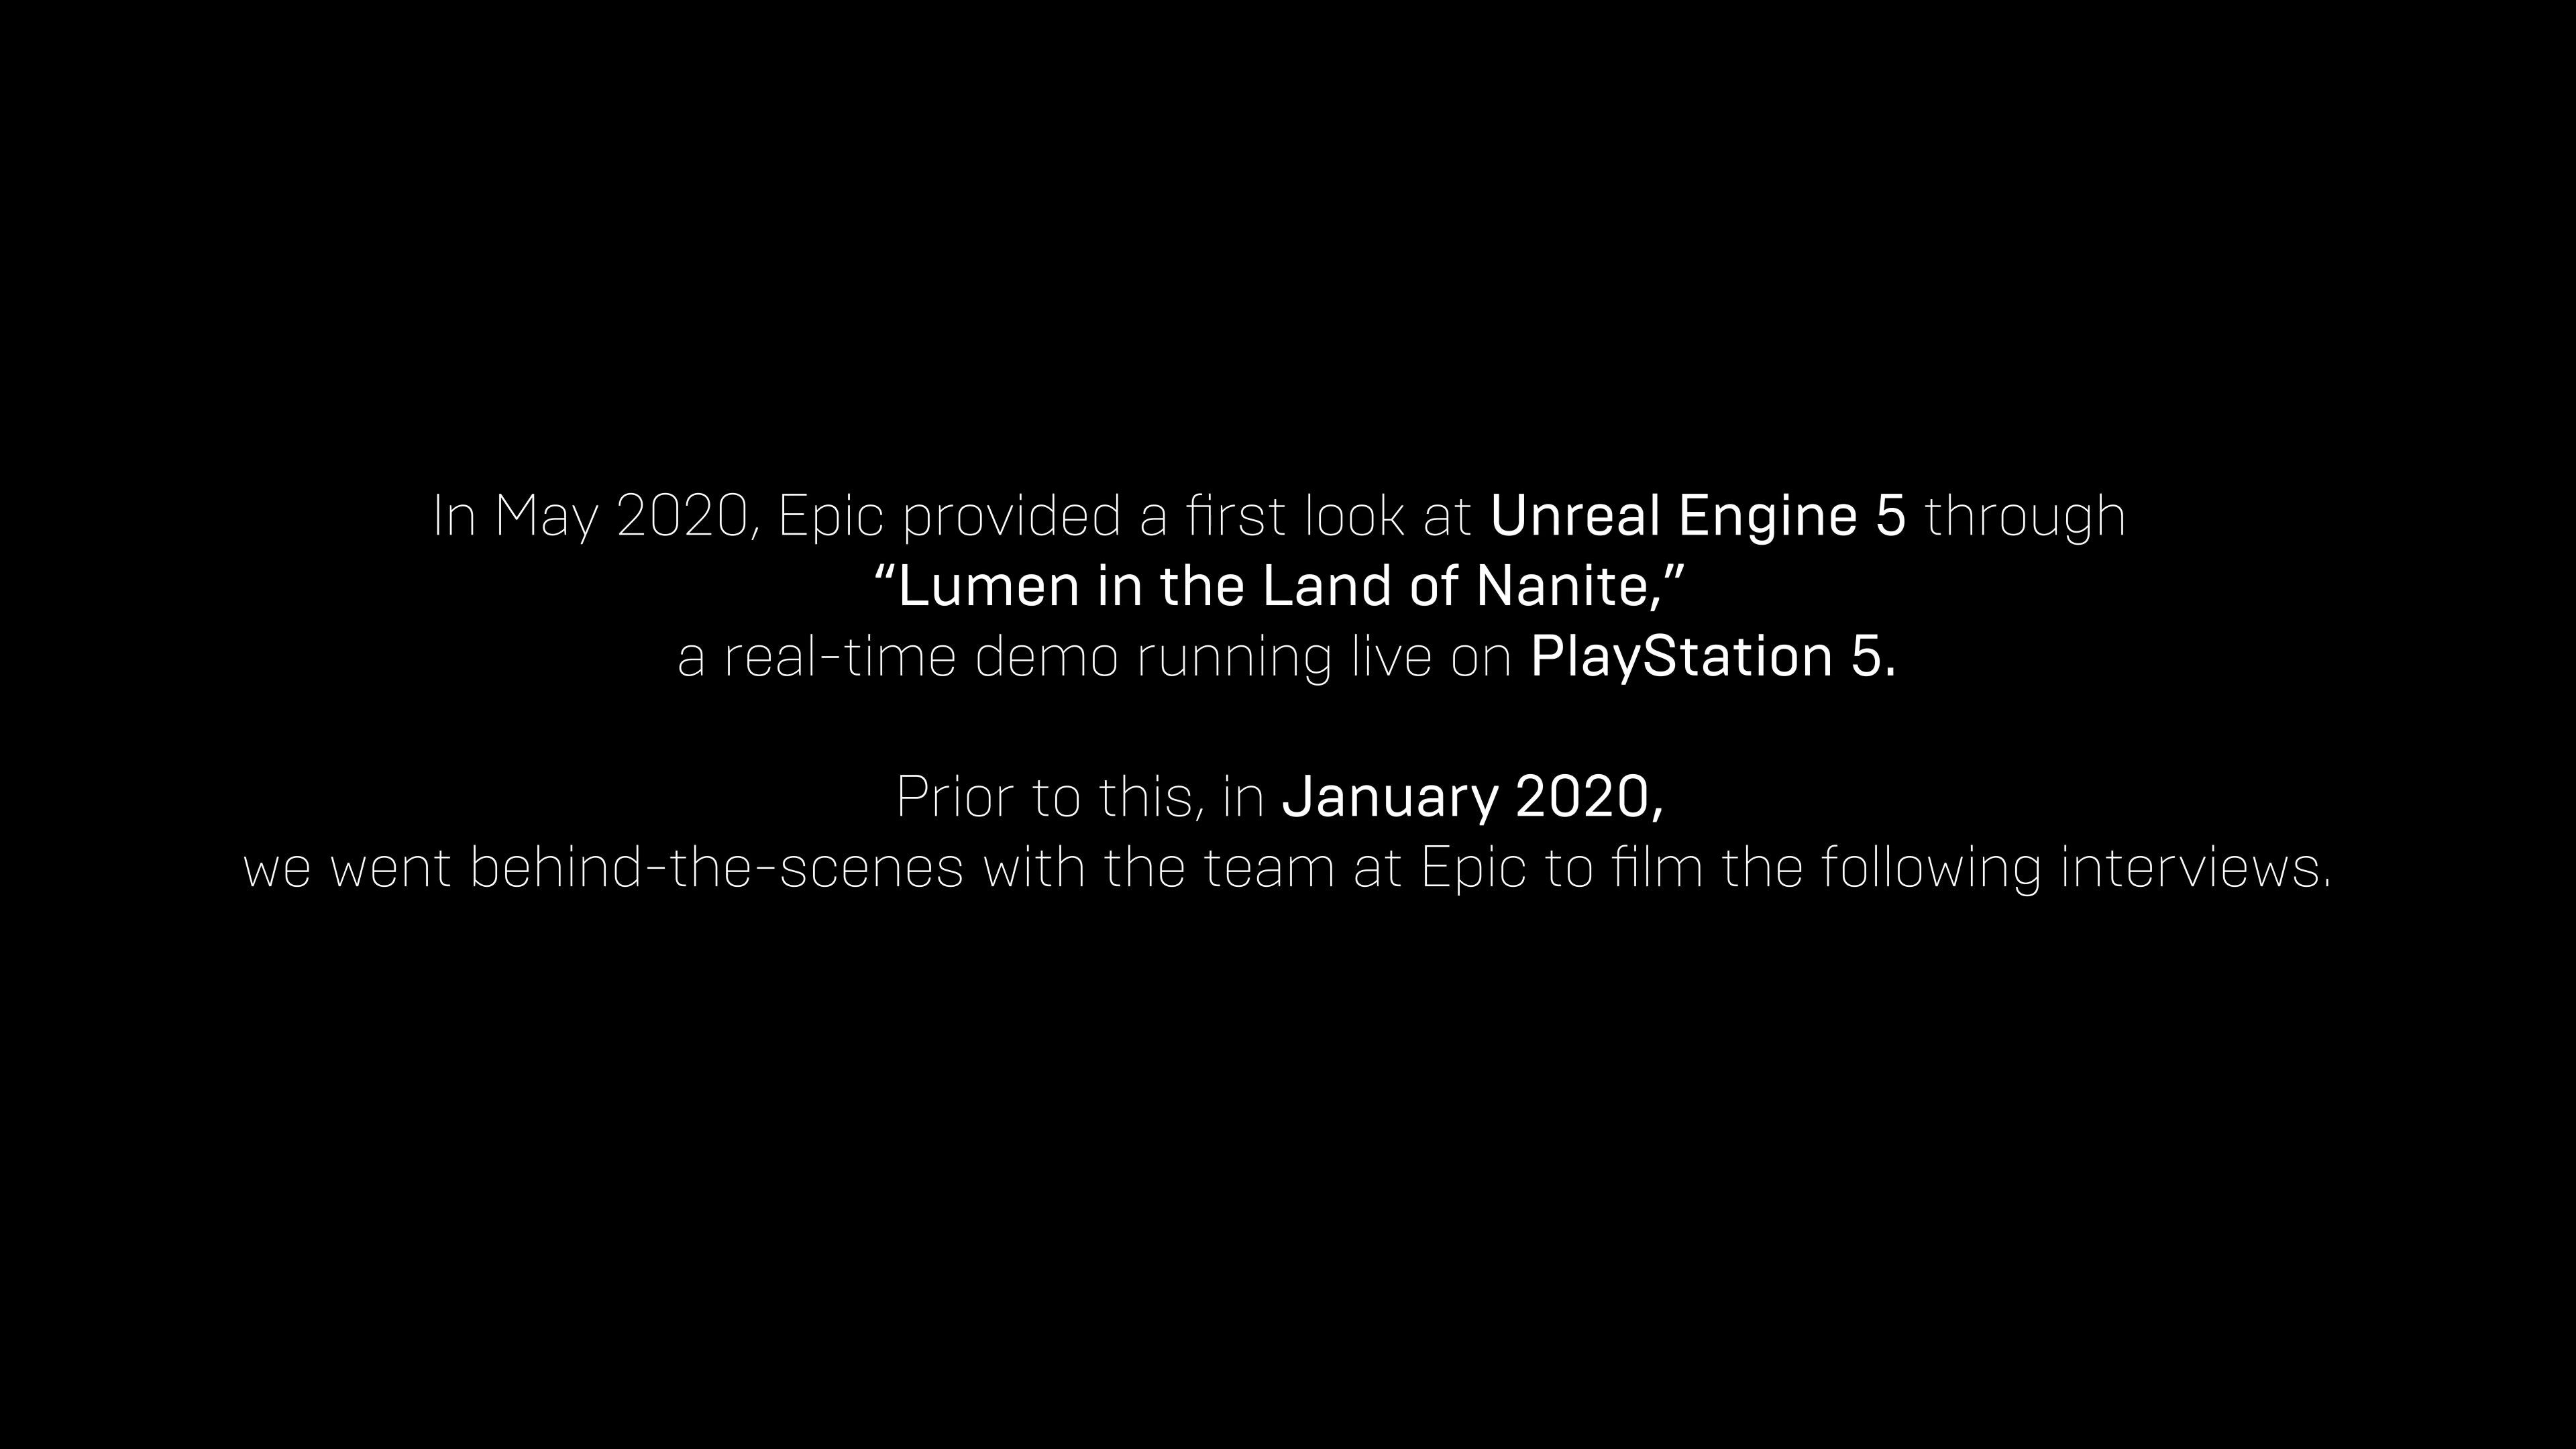 In May 2020, Epic provided a first look at Unreal Engine 5 through
“Lumen in the Land of Nanite,”
a real-time demo running live on PlayStation 5.
Prior to this, in January 2020,
we went behind-the-scenes with the team at Epic to film the following interviews.